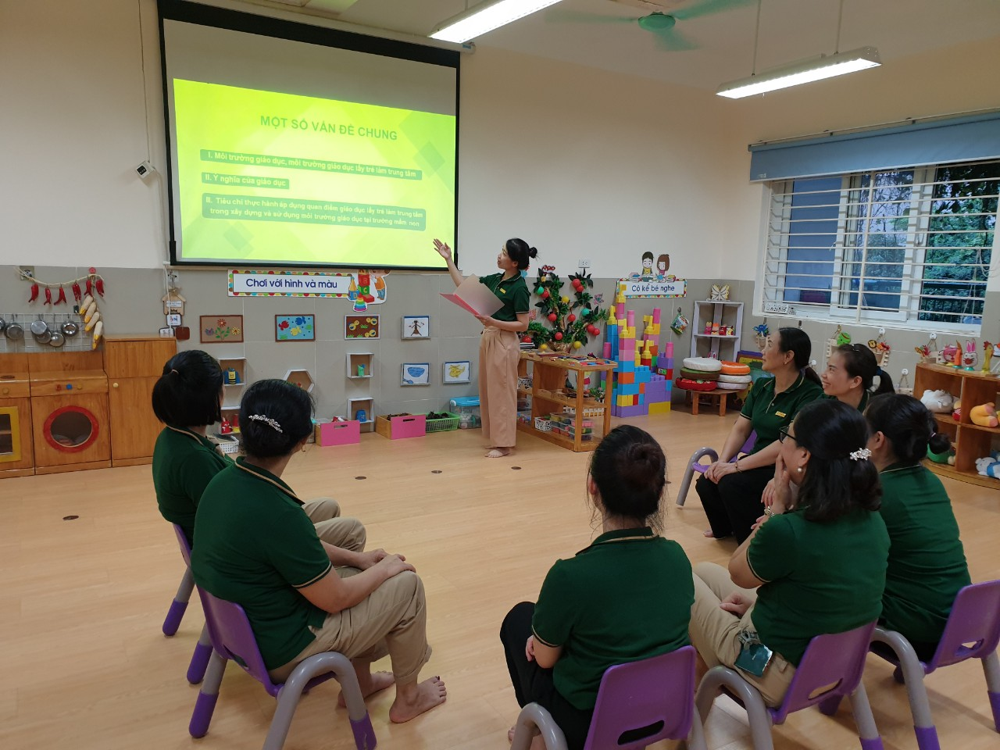 MỘT SỐ VẤN ĐỀ CHUNG
I. Môi trường giáo dục, môi trường giáo dục lấy trẻ làm trung tâm
II. Ý nghĩa của giáo dục
III. Tiêu chí thực hành áp dụng quan điểm giáo dục lấy trẻ làm trung tâm
trong xây dựng và sử dụng môi trường giáo dục tại trường mầm non
Chơi với hình và màu
Cô kể bé nghe